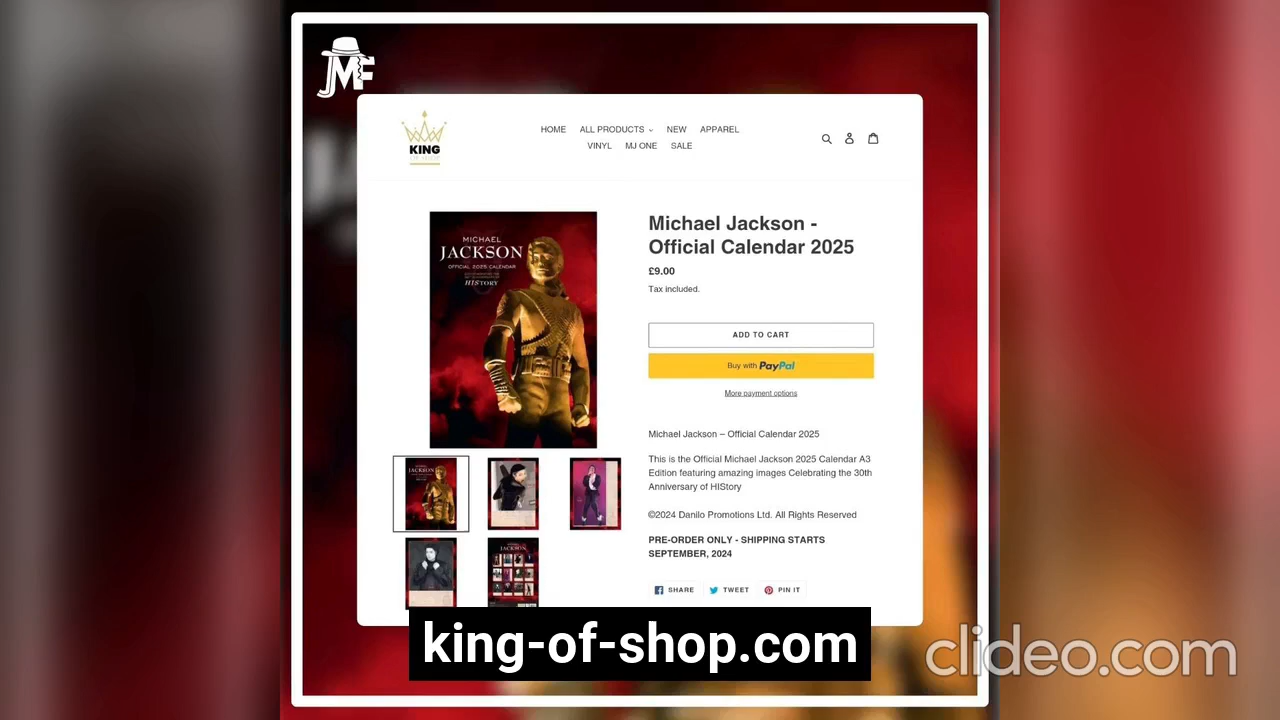 JMF
KING
OF SHOP
HOME ALL PRODUCTS NEW APPAREL
VINYL MJ ONE SALE
MICHAEL
JACKSON
OFFICIAL 2025 CALENDAR
HISTORY
Michael Jackson -
Official Calendar 2025
£9.00
Tax included.
ADD TO CART
Buy with PayPal
More payment options
Michael Jackson – Official Calendar 2025
This is the Official Michael Jackson 2025 Calendar A3
Edition featuring amazing images Celebrating the 30th
Anniversary of HIStory
©2024 Danilo Promotions Ltd. All Rights Reserved
PRE-ORDER ONLY - SHIPPING STARTS
SEPTEMBER, 2024
SHARE TWEET PIN IT
king-of-shop.com
clideo.com